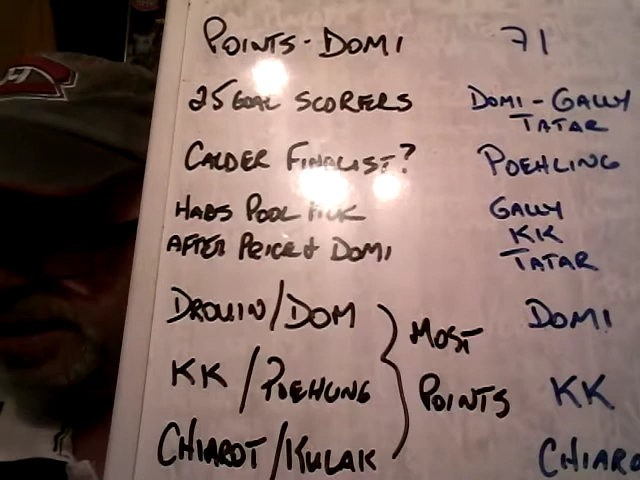 POINTS-DOMI 71
25 GOAL SCORERS DOMI-GALLY
TATAR
CALDER FINALIST? POEHLING
HABS POOL PICK GALLY
KK
AFTER PRICE & DOMI TATAR
DROUIN/DOMI DOMI
MOST
KK/POEHLING POINTS KK
CHIAROT/KULAK CHIARO